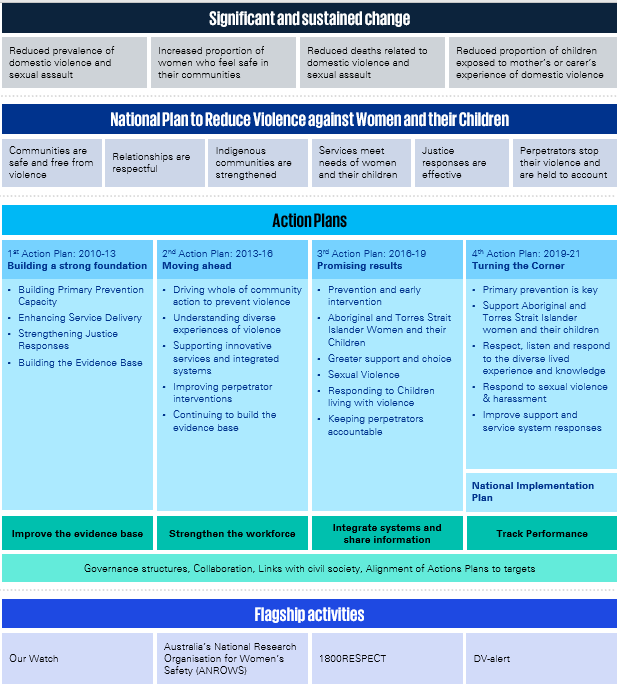 Significant and sustained change
Reduced prevalence of
domestic violence and
sexual assault
Increased proportion of
women who feel safe in
their communities
Reduced deaths related to
domestic violence and
sexual assault
Reduced proportion of children
exposed to mother's or carer's
experience of domestic violence
National Plan to Reduce Violence against Women and their Children
Communities are
safe and free from
violence
Relationships are
respectful
Indigenous
communities are
strengthened
Services meet
needs of women
and their children
Justice
responses are
effective
Perpetrators stop
their violence and
are held to account
Action Plans
1st Action Plan: 2010-13
Building a strong foundation
• Building Primary Prevention
Capacity
• Enhancing Service Delivery
• Strengthening Justice
Responses
• Building the Evidence Base
2nd Action Plan: 2013-16
Moving ahead
• Driving whole of community
action to prevent violence
• Understanding diverse
experiences of violence
• Supporting innovative
services and integrated
systems
• Improving perpetrator
interventions
• Continuing to build the
evidence base
3rd Action Plan: 2016-19
Promising results
• Prevention and early
intervention
• Aboriginal and Torres Strait
Islander Women and their
Children
• Greater support and choice
• Sexual Violence
• Responding to Children
living with violence
• Keeping perpetrators
accountable
4th Action Plan: 2019-21
Turning the Corner
• Primary prevention is key
• Support Aboriginal and
Torres Strait Islander
women and their children
• Respect, listen and respond
to the diverse lived
experience and knowledge
• Respond to sexual violence
& harassment
• Improve support and
service system responses
National Implementation
Plan
Improve the evidence base
Strengthen the workforce
Integrate systems and
share information
Track Performance
Governance structures, Collaboration, Links with civil society, Alignment of Actions Plans to targets
Flagship activities
Our Watch
Australia's National Research
Organisation for Women's
Safety (ANROWS)
1800RESPECT
DV-alert